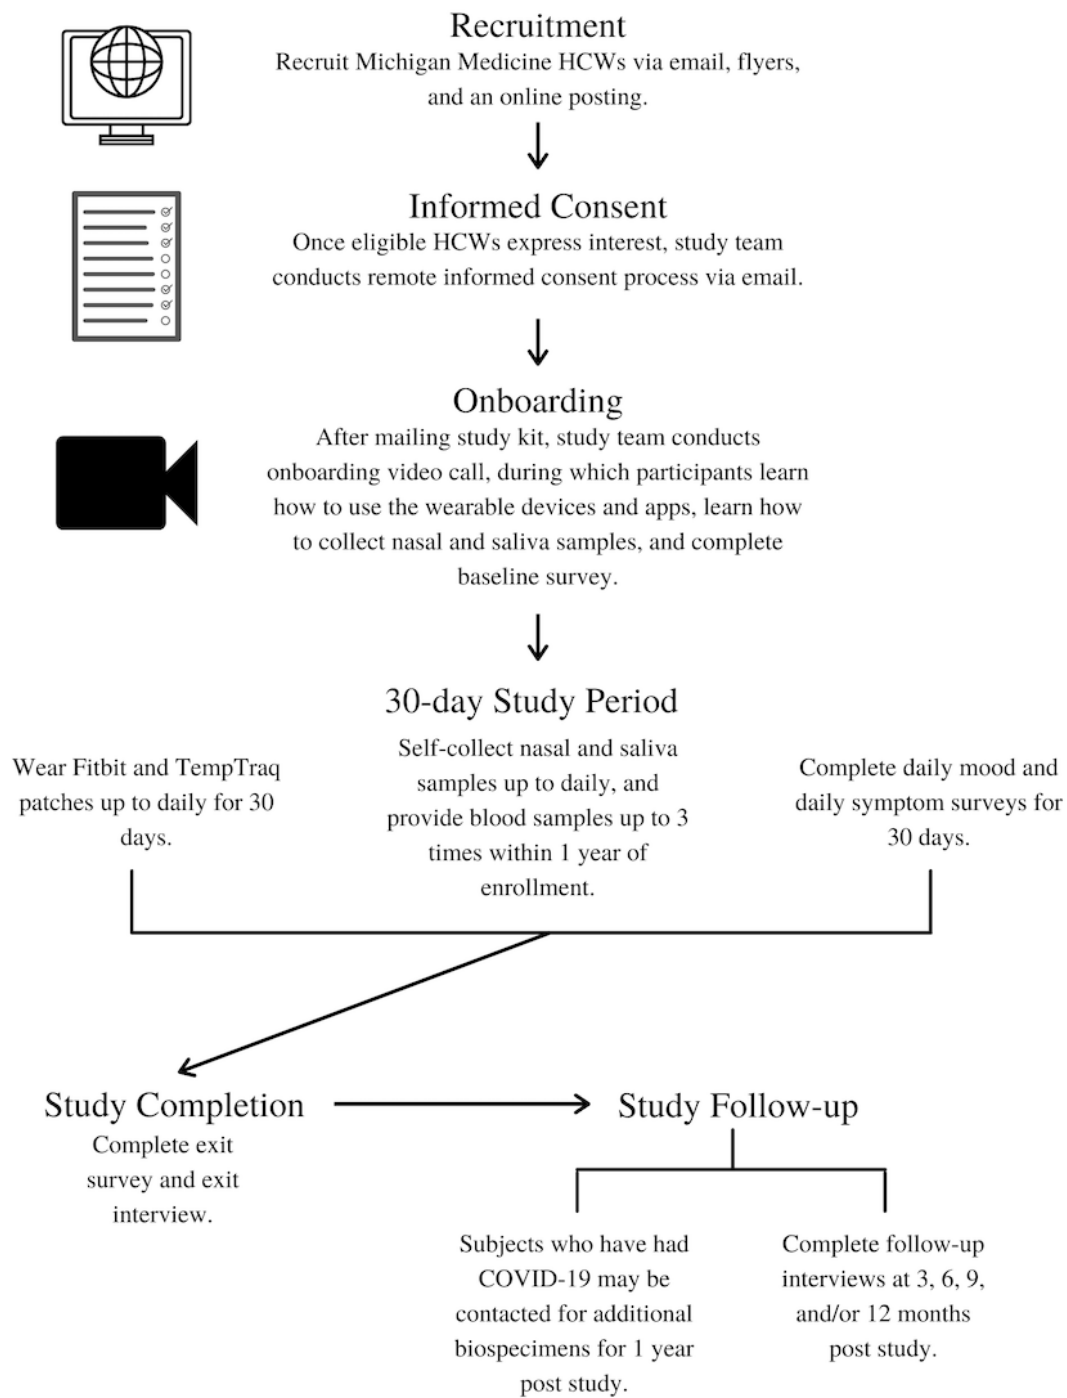 Recruitment
Recruit Michigan Medicine HCWs via email, flyers,
and an online posting.
Informed Consent
Once eligible HCWs express interest, study team
conducts remote informed consent process via email.
Onboarding
After mailing study kit, study team conducts
onboarding video call, during which participants learn
how to use the wearable devices and apps, learn how
to collect nasal and saliva samples, and complete
baseline survey.
30-day Study Period
Wear Fitbit and TempTraq
patches up to daily for 30
days.
Self-collect nasal and saliva
samples up to daily, and
provide blood samples up to 3
times within 1 year of
enrollment.
Complete daily mood and
daily symptom surveys for
30 days.
Study Completion
Complete exit
survey and exit
interview.
Study Follow-up
Subjects who have had
COVID-19 may be
contacted for additional
biospecimens for 1 year
post study.
Complete follow-up
interviews at 3, 6, 9,
and/or 12 months
post study.